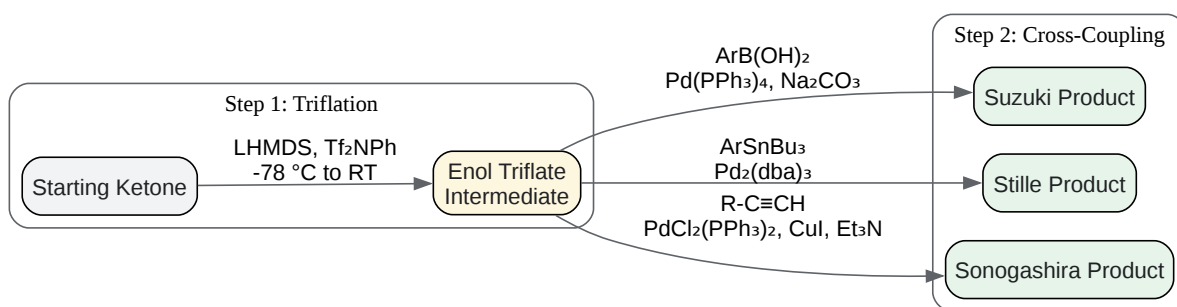 Step 1: Triflation
Starting Ketone
LHMDS, Tf₂NPh
-78 °C to RT
Enol Triflate
Intermediate
ArB(OH)₂
Pd(PPh₃)₄, Na₂CO₃
ArSnBu₃
Pd₂(dba)₃
R-C≡CH
PdCl₂(PPh₃)₂, CuI, Et₃N
Step 2: Cross-Coupling
Suzuki Product
Stille Product
Sonogashira Product